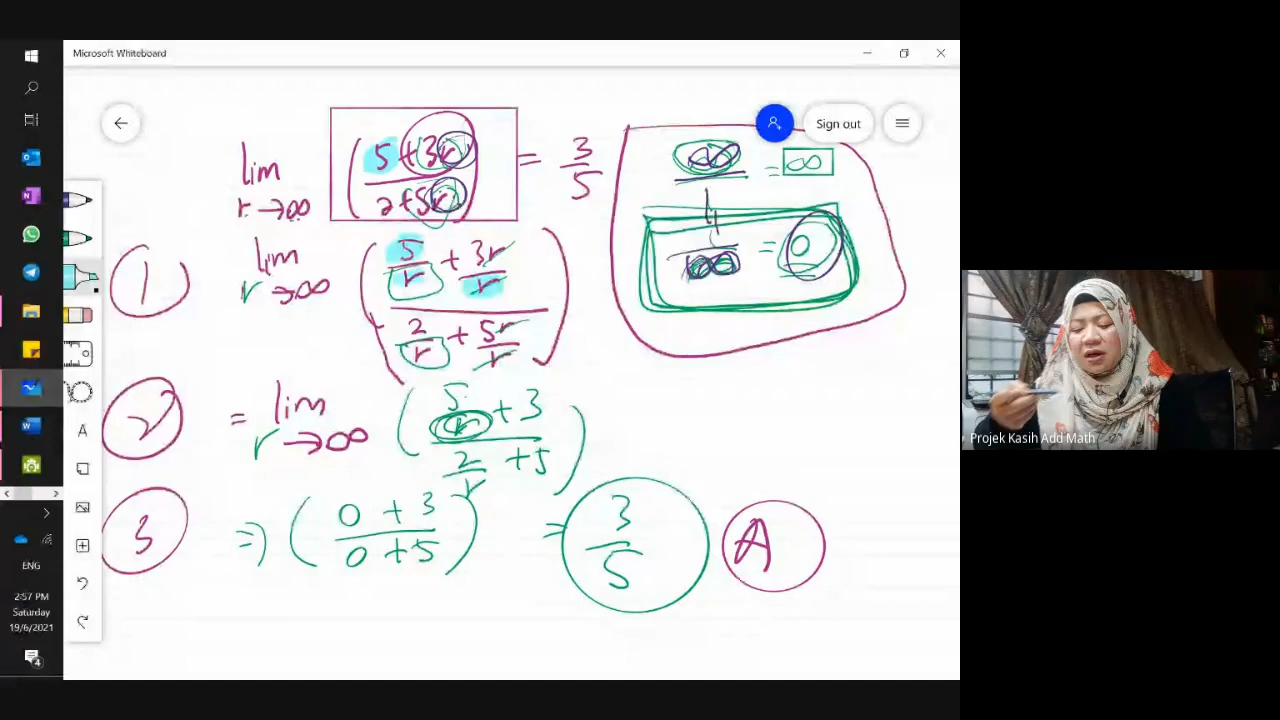 Microsoft Whiteboard
Sign out
lim r→∞ (5+3r / 2+5r) = 3/5
∞/1 = ∞
1/∞ = 0
1 lim r→∞ (5/r + 3r/r / 2/r + 5r/r)
2 = lim r→∞ (5/r + 3 / 2/r + 5)
3 ⇒ (0 + 3 / 0 + 5) = 3/5 A
Projek Kasih Add Math
A
ENG
2:57 PM
Saturday
19/6/2021
4